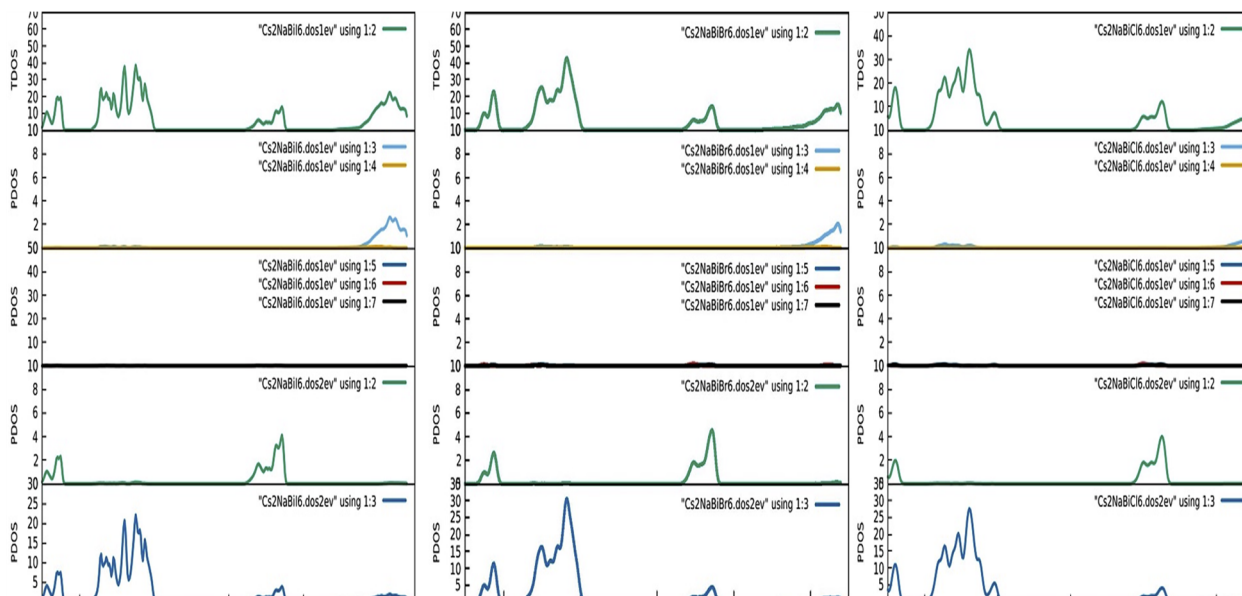 70 70 50
60 "Cs2NaBiI6.dos1ev" using 1:2 60 "Cs2NaBiBr6.dos1ev" using 1:2 40 "Cs2NaBiCl6.dos1ev" using 1:2
50 50
TDOS 40 TDOS 40 TDOS 30
30 30
20 20 20
10 10 10
10 10 10
8 "Cs2NaBiI6.dos1ev" using 1:3 8 "Cs2NaBiBr6.dos1ev" using 1:3 8 "Cs2NaBiCl6.dos1ev" using 1:3
"Cs2NaBiI6.dos1ev" using 1:4 "Cs2NaBiBr6.dos1ev" using 1:4 "Cs2NaBiCl6.dos1ev" using 1:4
PDOS 6 PDOS 6 PDOS 6
4 4 4
2 2 2
50 10 10
40 "Cs2NaBiI6.dos1ev" using 1:5 8 "Cs2NaBiBr6.dos1ev" using 1:5 8 "Cs2NaBiCl6.dos1ev" using 1:5
"Cs2NaBiI6.dos1ev" using 1:6 "Cs2NaBiBr6.dos1ev" using 1:6 "Cs2NaBiCl6.dos1ev" using 1:6
PDOS 30 "Cs2NaBiI6.dos1ev" using 1:7 PDOS 6 "Cs2NaBiBr6.dos1ev" using 1:7 PDOS 6 "Cs2NaBiCl6.dos1ev" using 1:7
20 4 4
10 2 2
10 10 10
8 "Cs2NaBiI6.dos2ev" using 1:2 8 "Cs2NaBiBr6.dos2ev" using 1:2 8 "Cs2NaBiCl6.dos2ev" using 1:2
PDOS 6 PDOS 6 PDOS 6
4 4 4
2 2 2
25 "Cs2NaBiI6.dos2ev" using 1:3 30 "Cs2NaBiBr6.dos2ev" using 1:3 30 "Cs2NaBiCl6.dos2ev" using 1:3
20 25 25
PDOS 15 PDOS 20 PDOS 20
10 15 15
5 10 10
5 5